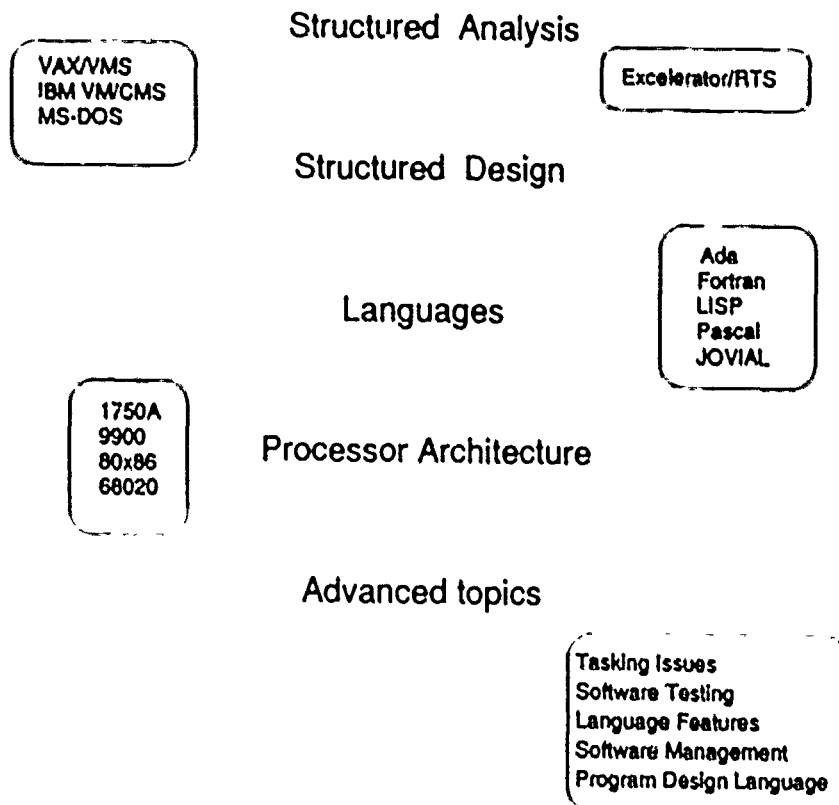 Structured Analysis
VAX/VMS
IBM VM/CMS
MS-DOS
Excelerator/RTS
Structured Design
Ada
Fortran
LISP
Pascal
JOVIAL
Languages
1750A
9900
80x86
68020
Processor Architecture
Advanced topics
Tasking Issues
Software Testing
Language Features
Software Management
Program Design Language